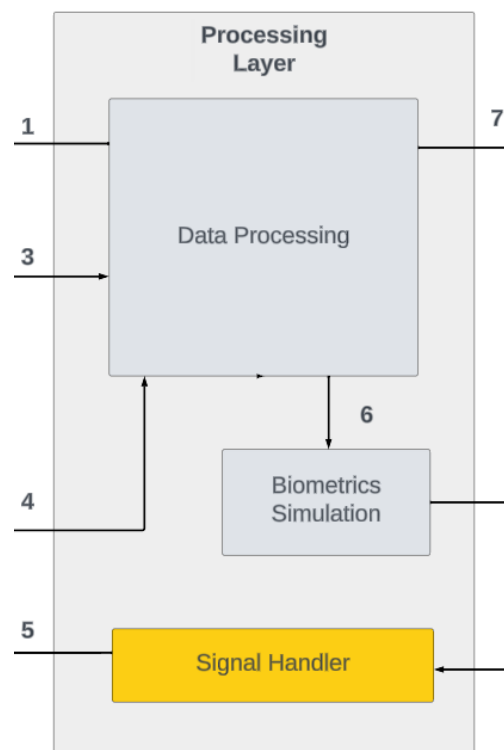 Processing
Layer
1
7
Data Processing
3
6
Biometrics
Simulation
4
5
Signal Handler